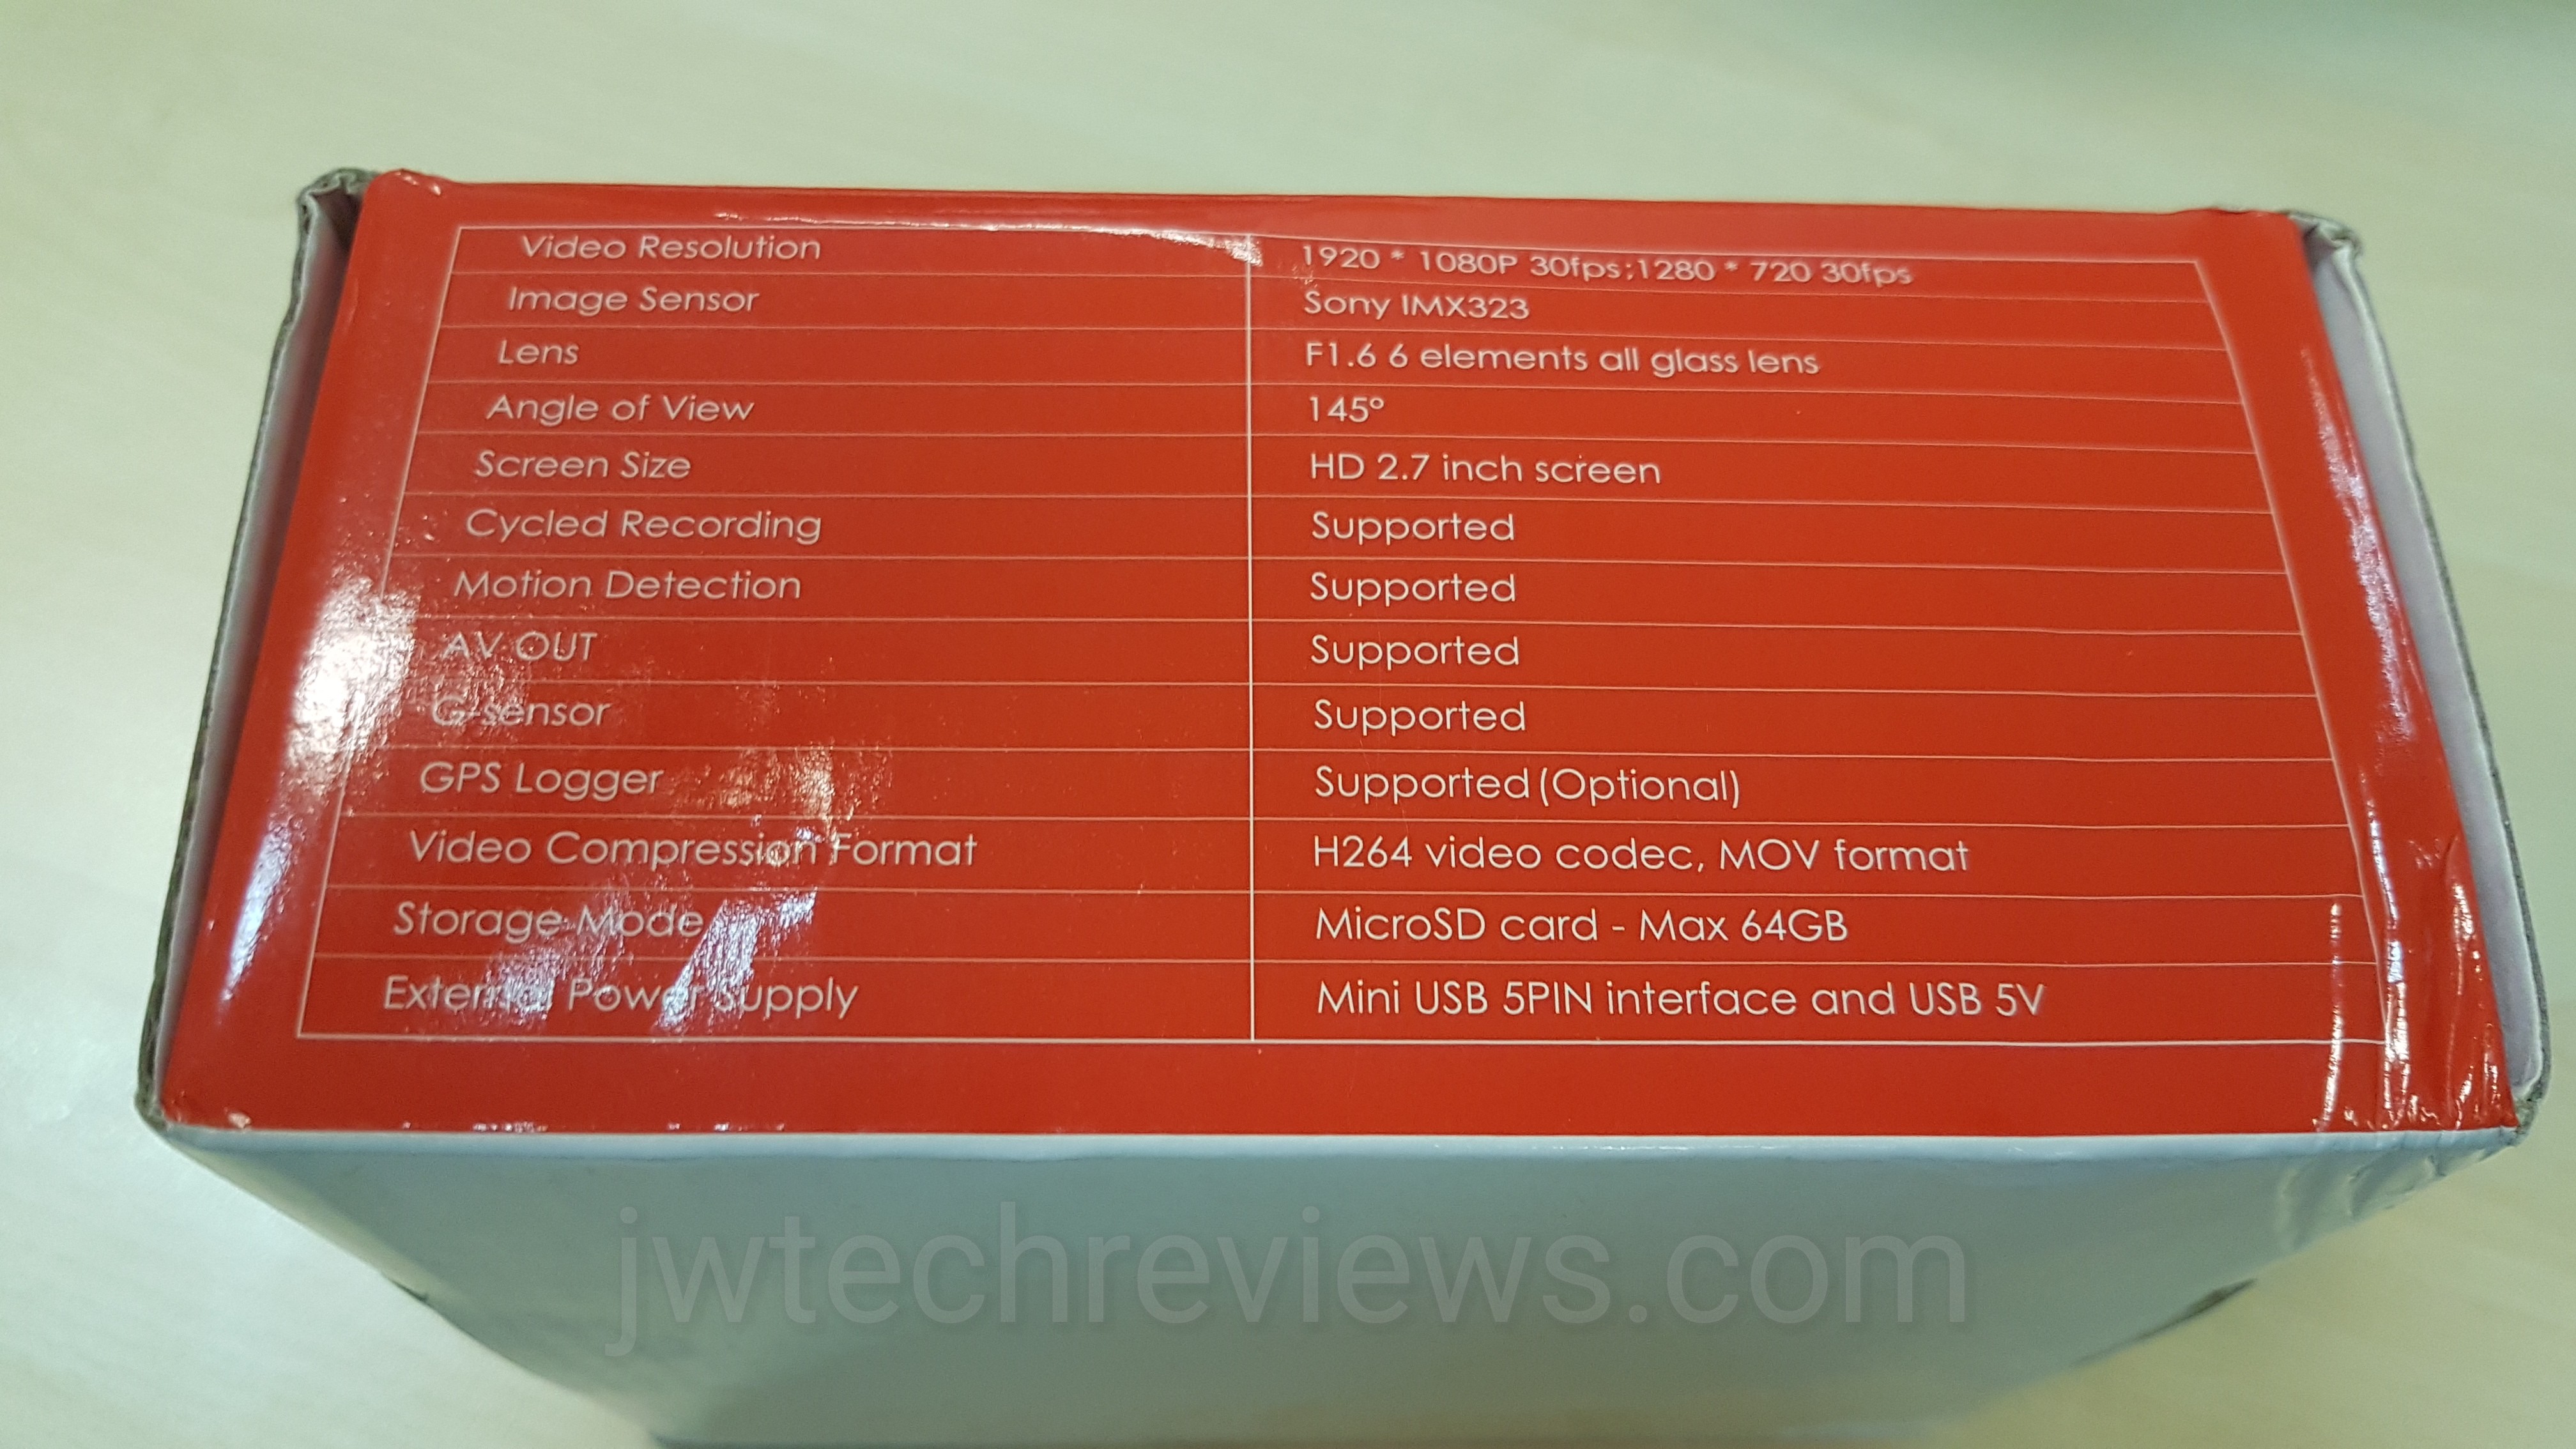 Video Resolution 1920 * 1080P 30fps;1280 * 720 30fps
Image Sensor Sony IMX323
Lens F1.6 6 elements all glass lens
Angle of View 145°
Screen Size HD 2.7 inch screen
Cycled Recording Supported
Motion Detection Supported
AV OUT Supported
G-sensor Supported
GPS Logger Supported(Optional)
Video Compression Format H264 video codec, MOV format
Storage Mode MicroSD card - Max 64GB
External Power Supply Mini USB 5PIN interface and USB 5V
jwtechreviews.com